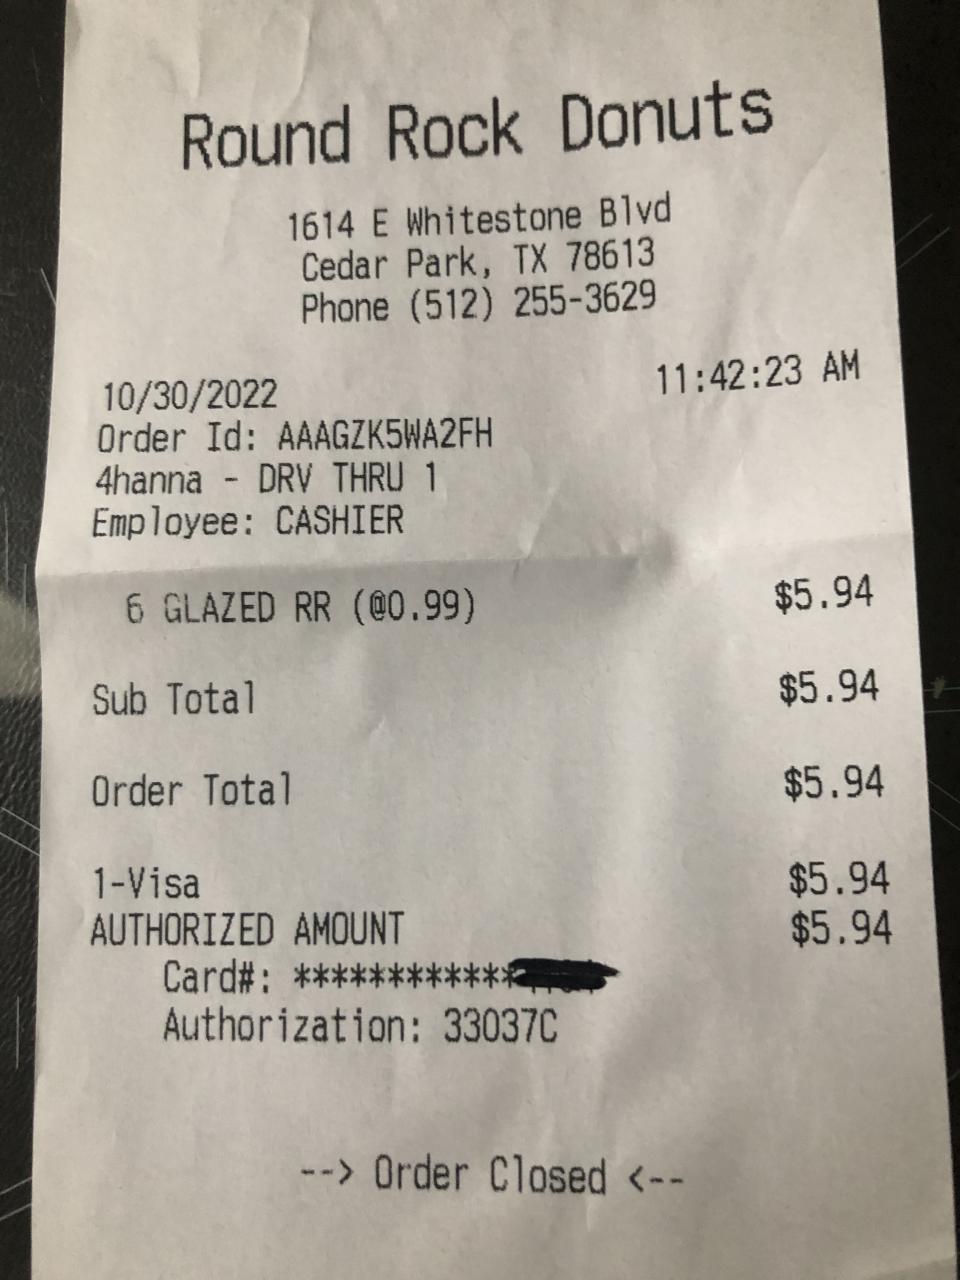 Round Rock Donuts
1614 E Whitestone Blvd
Cedar Park, TX 78613
Phone (512) 255-3629
10/30/2022 11:42:23 AM
Order Id: AAAGZK5WA2FH
4hanna - DRV THRU 1
Employee: CASHIER
6 GLAZED RR (@0.99) $5.94
Sub Total $5.94
Order Total $5.94
1-Visa $5.94
AUTHORIZED AMOUNT $5.94
Card#: ************
Authorization: 33037C
--> Order Closed <--